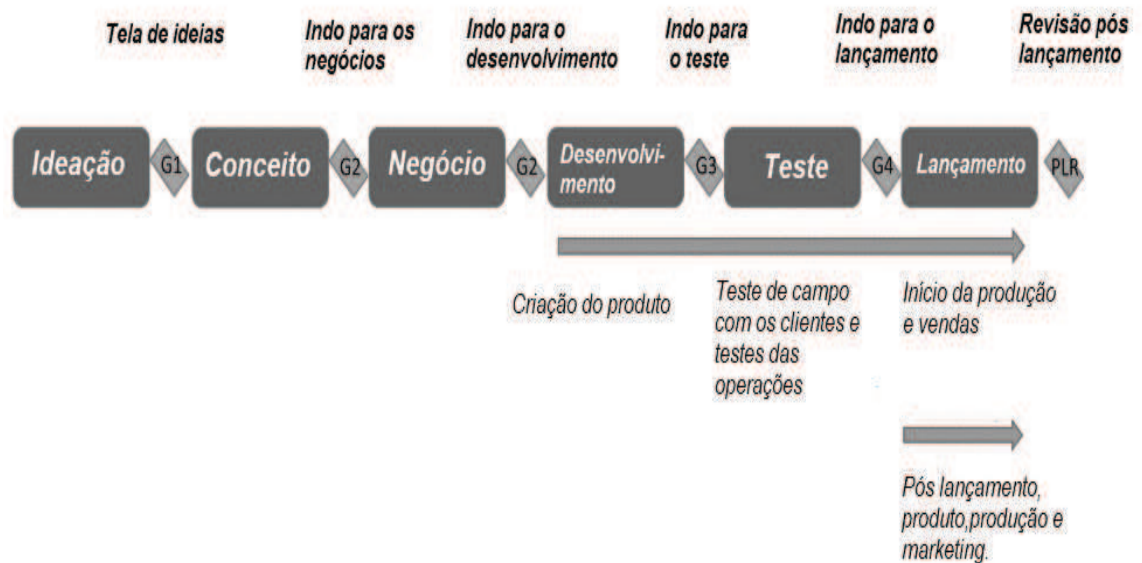 Tela de ideias
Indo para os
negócios
Indo para o
desenvolvimento
Indo para
o teste
Indo para o
lançamento
Revisão pós
lançamento
Ideação
G1
Conceito
G2
Negócio
G2
Desenvolvi-
mento
G3
Teste
G4
Lançamento
PLR
Criação do produto
Teste de campo
com os clientes e
testes das
operações
Início da produção
e vendas
Pós lançamento,
produto,produção e
marketing.